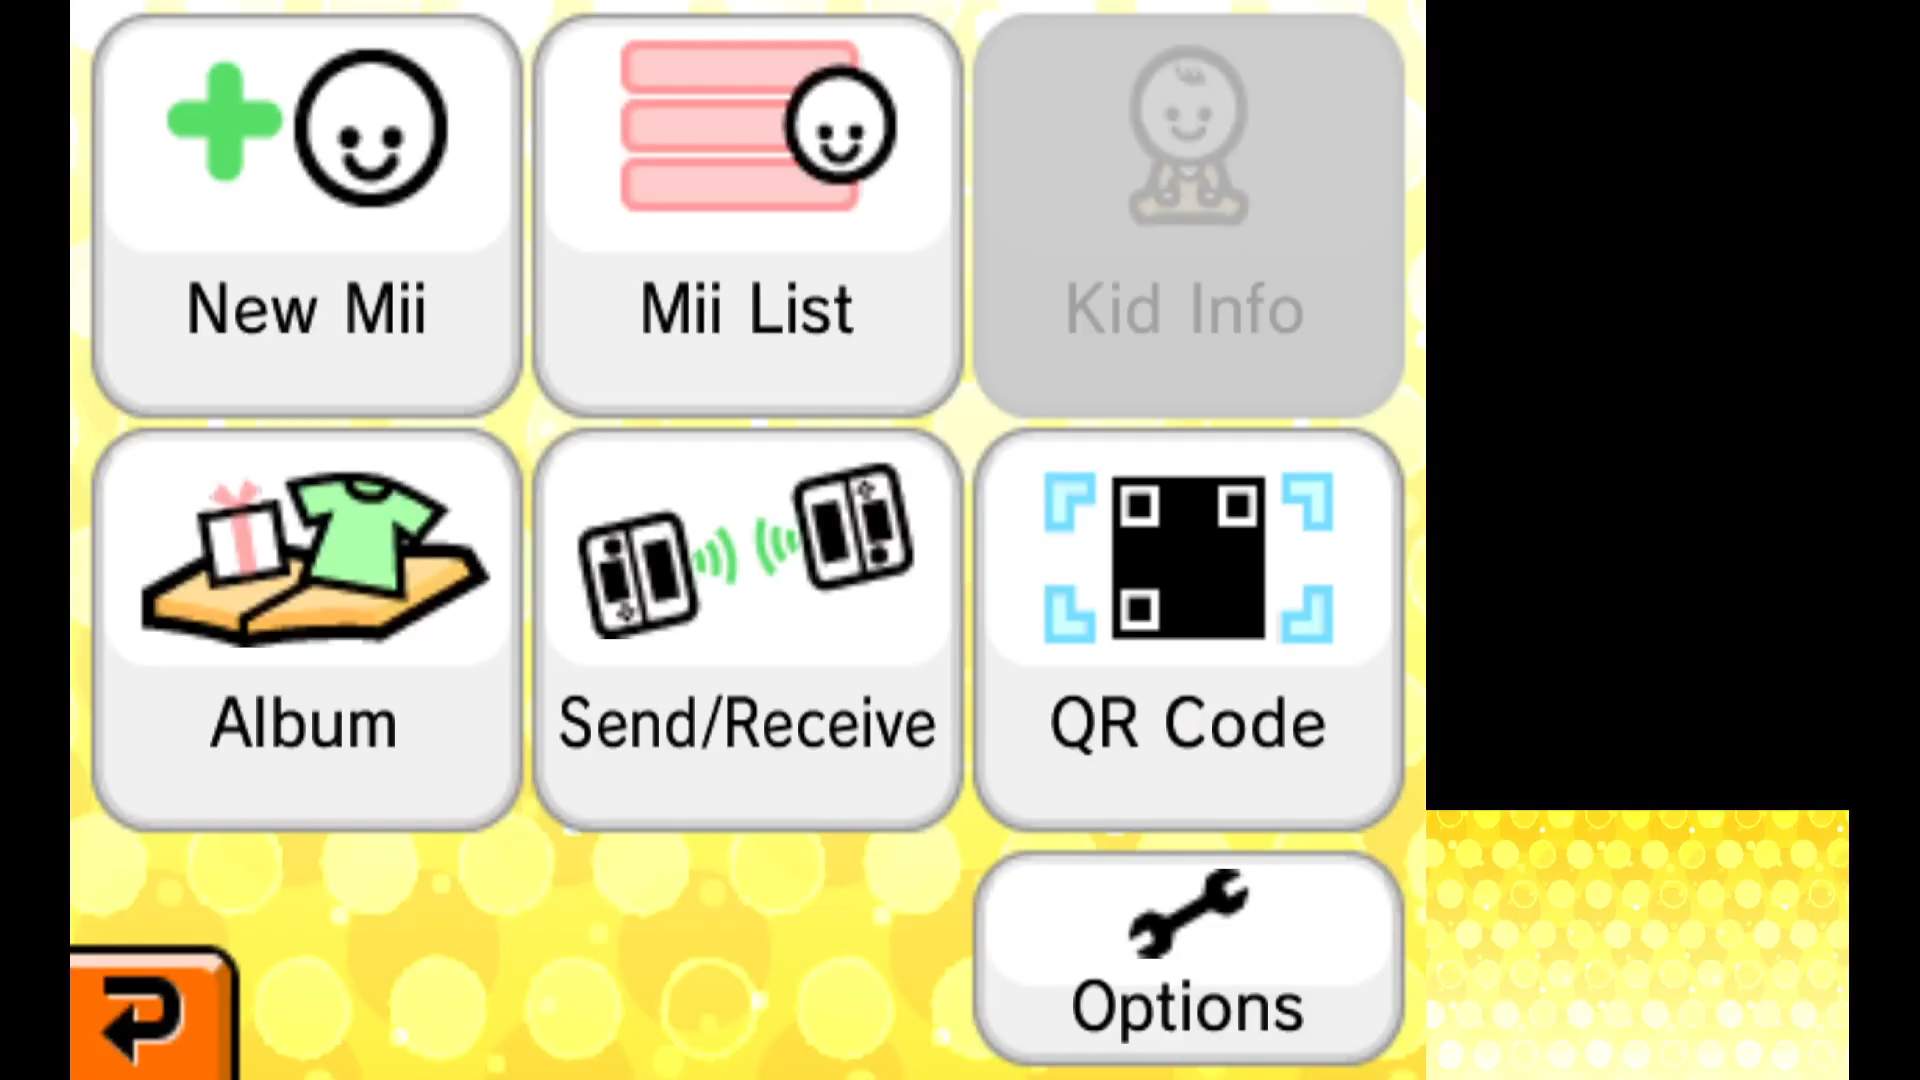 New Mii
Mii List
Kid Info
Album
Send/Receive
QR Code
Options